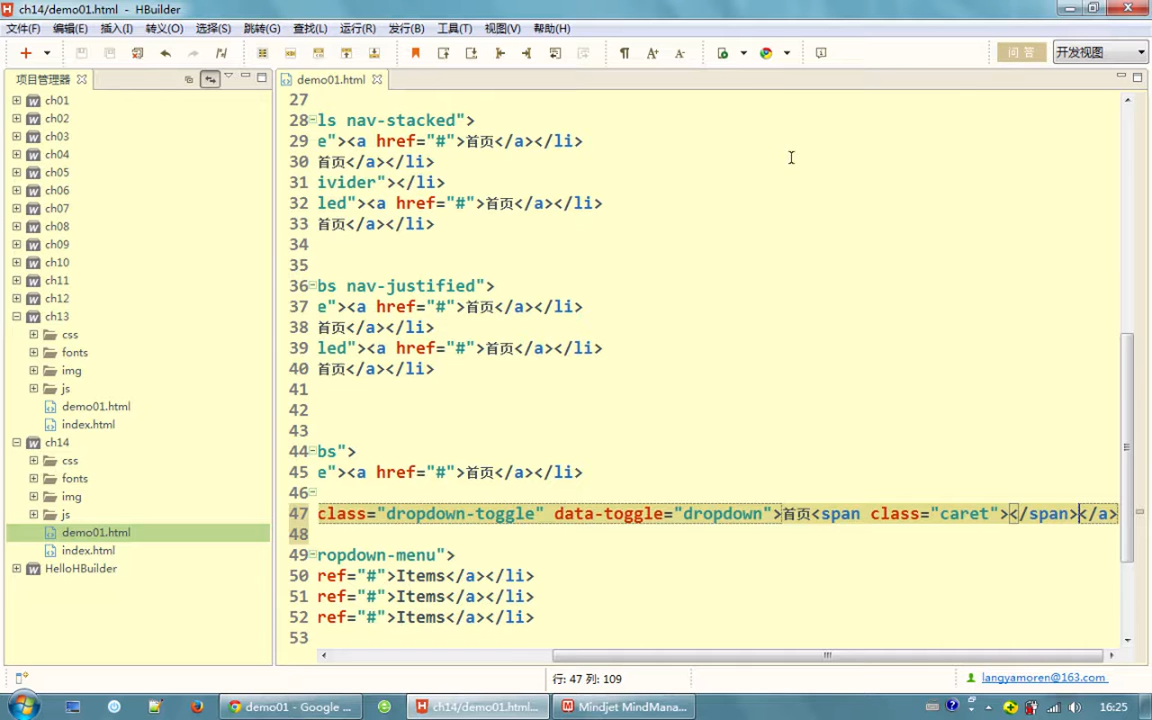 ch14/demo01.html - HBuilder
文件(F) 编辑(E) 插入(I) 转义(O) 选择(S) 跳转(G) 查找(L) 运行(R) 发行(B) 工具(T) 视图(V) 帮助(H)
问答 开发视图
项目管理器 demo01.html
ch01
ch02
ch03
ch04
ch05
ch06
ch07
ch08
ch09
ch10
ch11
ch12
ch13
css
fonts
img
js
demo01.html
index.html
ch14
css
fonts
img
js
demo01.html
index.html
HelloHBuilder
27
28 ls nav-stacked">
29 e"><a href="#">首页</a></li>
30 首页</a></li>
31 ivider"></li>
32 led"><a href="#">首页</a></li>
33 首页</a></li>
34
35
36 bs nav-justified">
37 e"><a href="#">首页</a></li>
38 首页</a></li>
39 led"><a href="#">首页</a></li>
40 首页</a></li>
41
42
43
44 bs">
45 e"><a href="#">首页</a></li>
46
47 class="dropdown-toggle" data-toggle="dropdown">首页<span class="caret"></span></a>
48
49 ropdown-menu">
50 ref="#">Items</a></li>
51 ref="#">Items</a></li>
52 ref="#">Items</a></li>
53
行: 47 列: 109 langyamoren@163.com
demo01 - Google ... ch14/demo01.html... Mindjet MindMana... 16:25